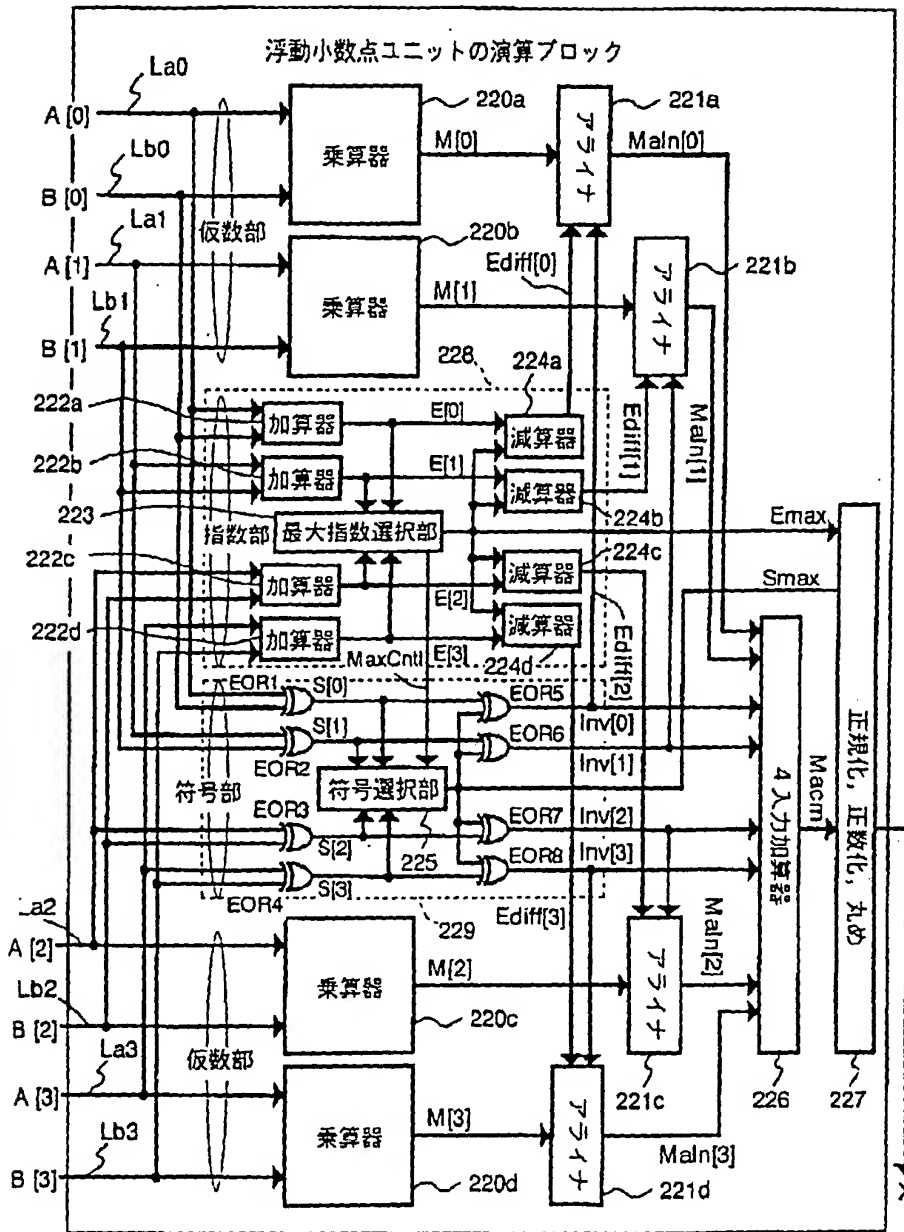 浮動小数点ユニットの演算ブロック
La0
220a
221a
A [0]
M[0]
Maln[0]
乗算器
アライナ
Lb0
B [0]
仮数部
La1
220b
Ediff[0]
221b
A [1]
M[1]
乗算器
アライナ
Lb1
B [1]
228
224a
222a
加算器
E[0]
減算器
Ediff[1]
Maln[1]
222b
加算器
E[1]
減算器
223
224b
指数部
最大指数選択部
Emax
222c
224c
加算器
E[2]
減算器
Smax
222d
加算器
E[3]
減算器
MaxCntl
224d
Ediff[2]
EOR1
S[0]
EOR5
Inv[0]
S[1]
EOR6
EOR2
Inv[1]
符号部
符号選択部
EOR3
EOR7
Inv[2]
S[2]
225
EOR8
Inv[3]
S[3]
EOR4
4入力加算器
Macm
正規化，正数化，丸め
La2
229
Ediff[3]
A [2]
M[2]
Maln[2]
乗算器
アライナ
Lb2
B [2]
220c
La3
仮数部
221c
226
227
A [3]
M[3]
乗算器
アライナ
Maln[3]
Lb3
B [3]
220d
221d
X